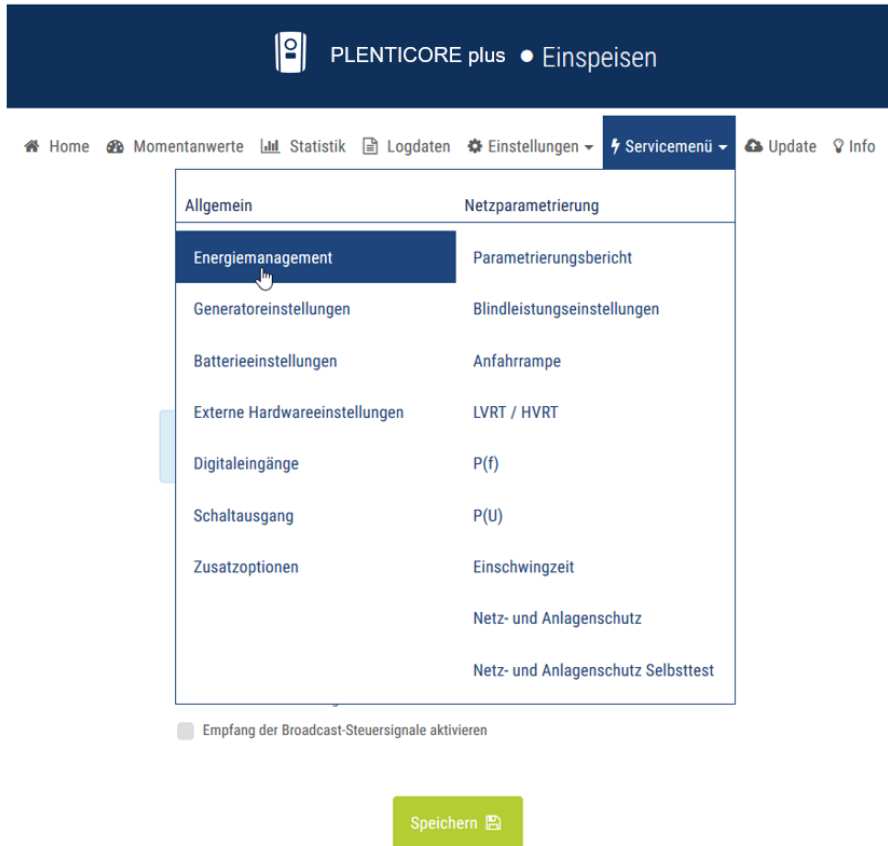 PLENTICORE plus • Einspeisen
Home Momentanwerte Statistik Logdaten Einstellungen Servicemenü Update Info
Allgemein Netzparametrierung
Energiemanagement Parametrierungsbericht
Generatoreinstellungen Blindleistungseinstellungen
Batterieeinstellungen Anfahrrampe
Externe Hardwareeinstellungen LVRT / HVRT
Digitaleingänge P(f)
Schaltausgang P(U)
Zusatzoptionen Einschwingzeit
Netz- und Anlagenschutz
Netz- und Anlagenschutz Selbsttest
Empfang der Broadcast-Steuersignale aktivieren
Speichern